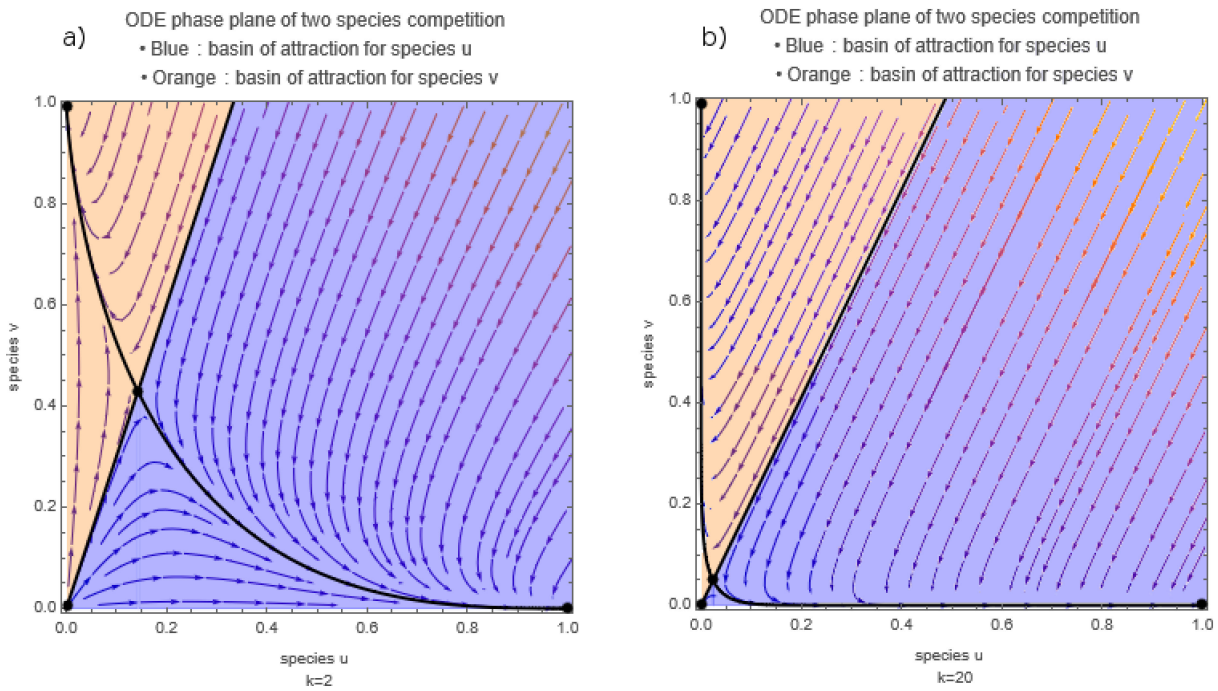 a)
ODE phase plane of two species competition
• Blue : basin of attraction for species u
• Orange : basin of attraction for species v
1.0
0.8
0.6
0.4
0.2
0.0
species v
0.0 0.2 0.4 0.6 0.8 1.0
species u
k=2
b)
ODE phase plane of two species competition
• Blue : basin of attraction for species u
• Orange : basin of attraction for species v
1.0
0.8
0.6
0.4
0.2
0.0
species v
0.0 0.2 0.4 0.6 0.8 1.0
species u
k=20